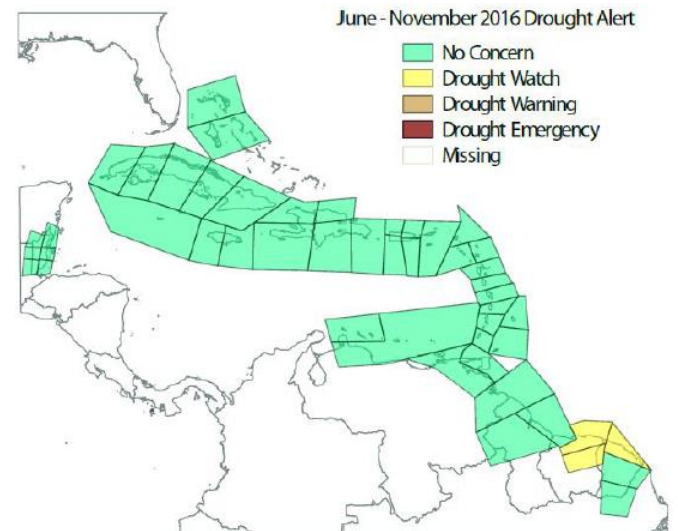 June - November 2016 Drought Alert
No Concern
Drought Watch
Drought Warning
Drought Emergency
Missing